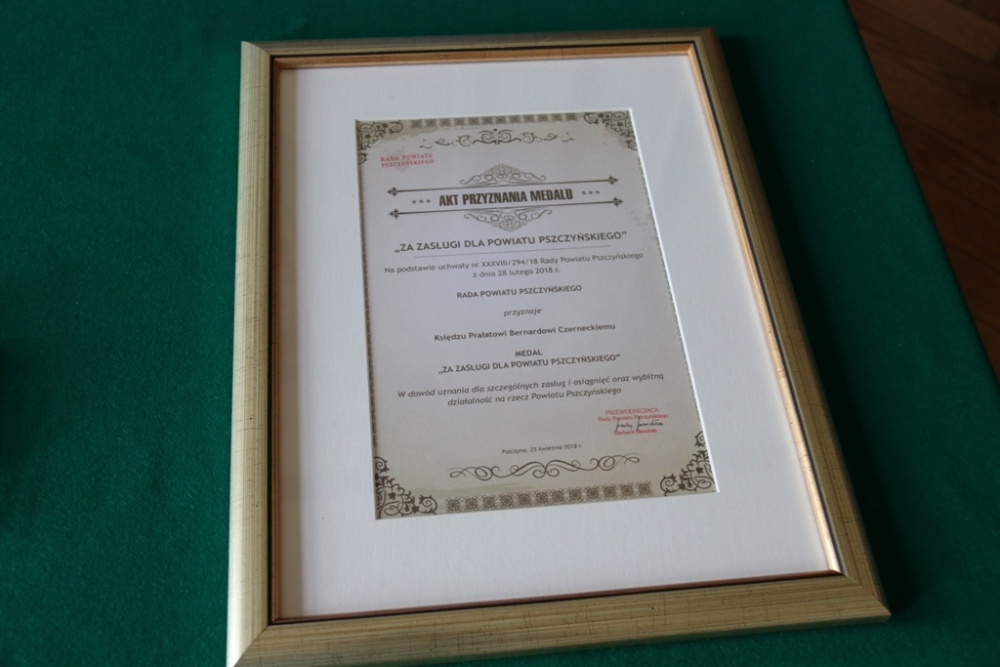 RADA POWIATU
PSZCZYŃSKIEGO
AKT PRZYZNANIA MEDALU
„ZA ZASŁUGI DLA POWIATU PSZCZYŃSKIEGO”
Na podstawie uchwały nr XXXVIII/294/18 Rady Powiatu Pszczyńskiego
z dnia 28 lutego 2018 r.
RADA POWIATU PSZCZYŃSKIEGO
przyznaje
Księdzu Prałatowi Bernardowi Czerneckiemu
MEDAL
„ZA ZASŁUGI DLA POWIATU PSZCZYŃSKIEGO”
W dowód uznania dla szczególnych zasług i osiągnięć oraz wybitną
działalność na rzecz Powiatu Pszczyńskiego
PRZEWODNICZĄCA
Rady Powiatu Pszczyńskiego
Barbara
Pszczyna, 25 kwietnia 2018 r.